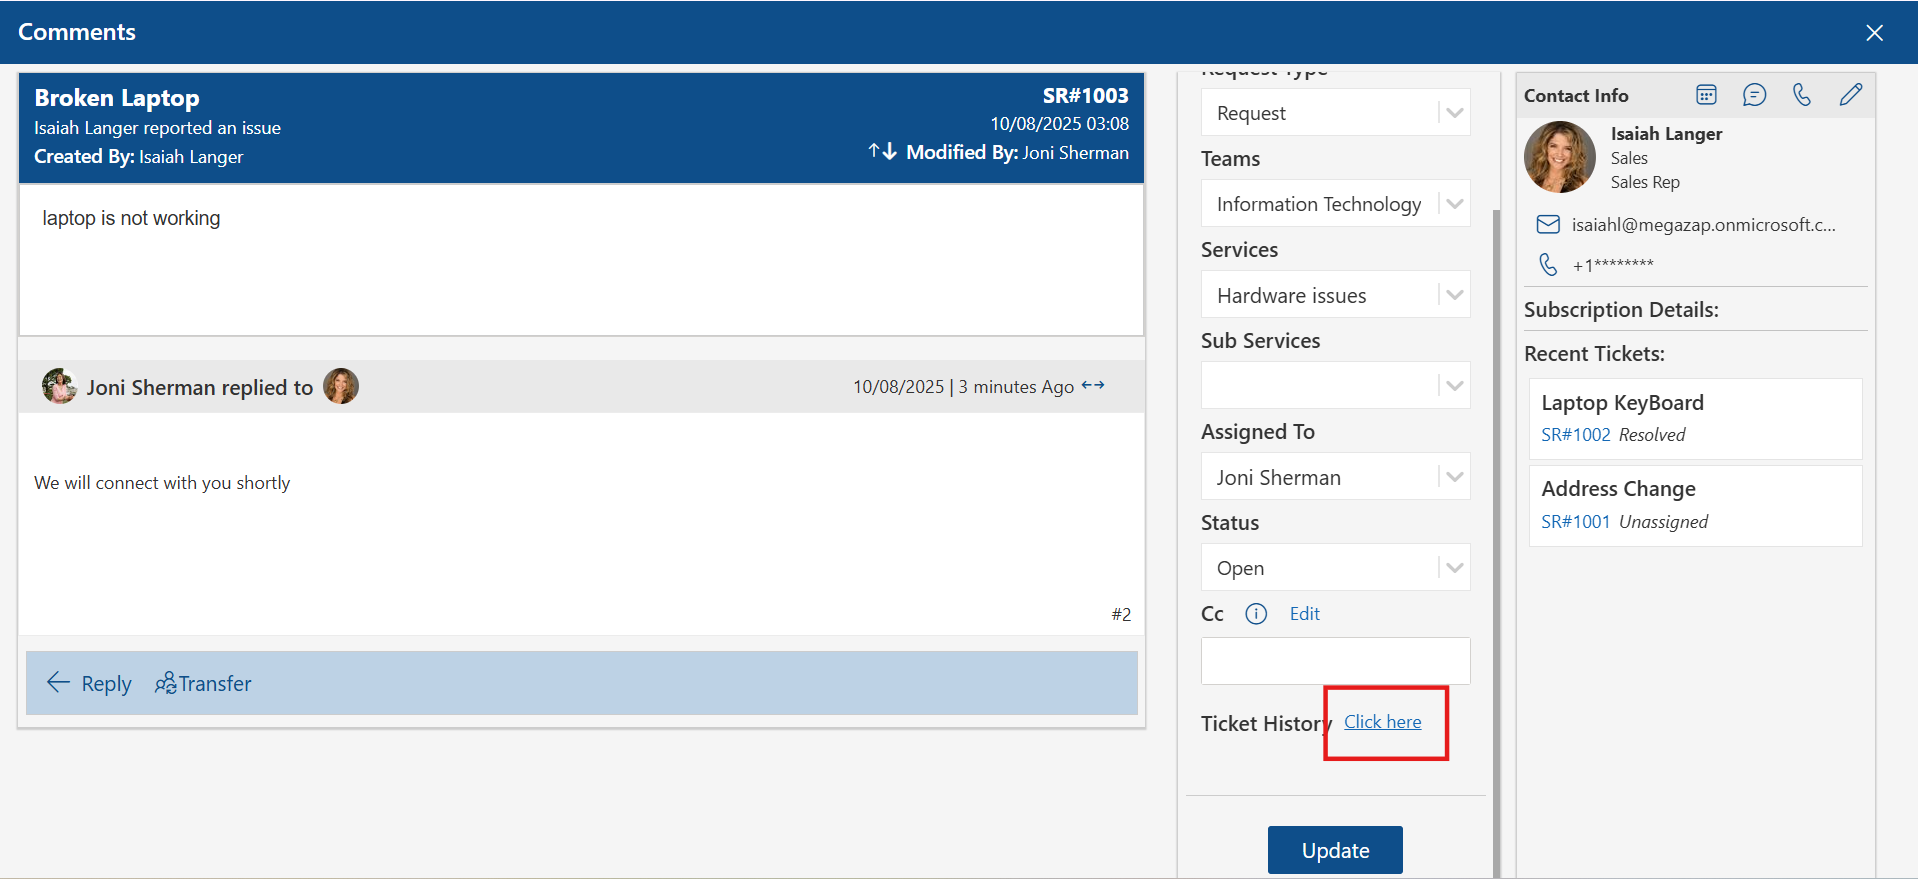 Comments
Broken Laptop
SR#1003
Isaiah Langer reported an issue
10/08/2025 03:08
Created By: Isaiah Langer
Modified By: Joni Sherman
laptop is not working
Joni Sherman replied to
10/08/2025 | 3 minutes Ago
We will connect with you shortly
#2
Reply
Transfer
Request Type
Request
Teams
Information Technology
Services
Hardware issues
Sub Services
Assigned To
Joni Sherman
Status
Open
Cc
Edit
Ticket History Click here
Update
Contact Info
Isaiah Langer
Sales
Sales Rep
isaiahl@megazap.onmicrosoft.c...
+1********
Subscription Details:
Recent Tickets:
Laptop KeyBoard
SR#1002 Resolved
Address Change
SR#1001 Unassigned